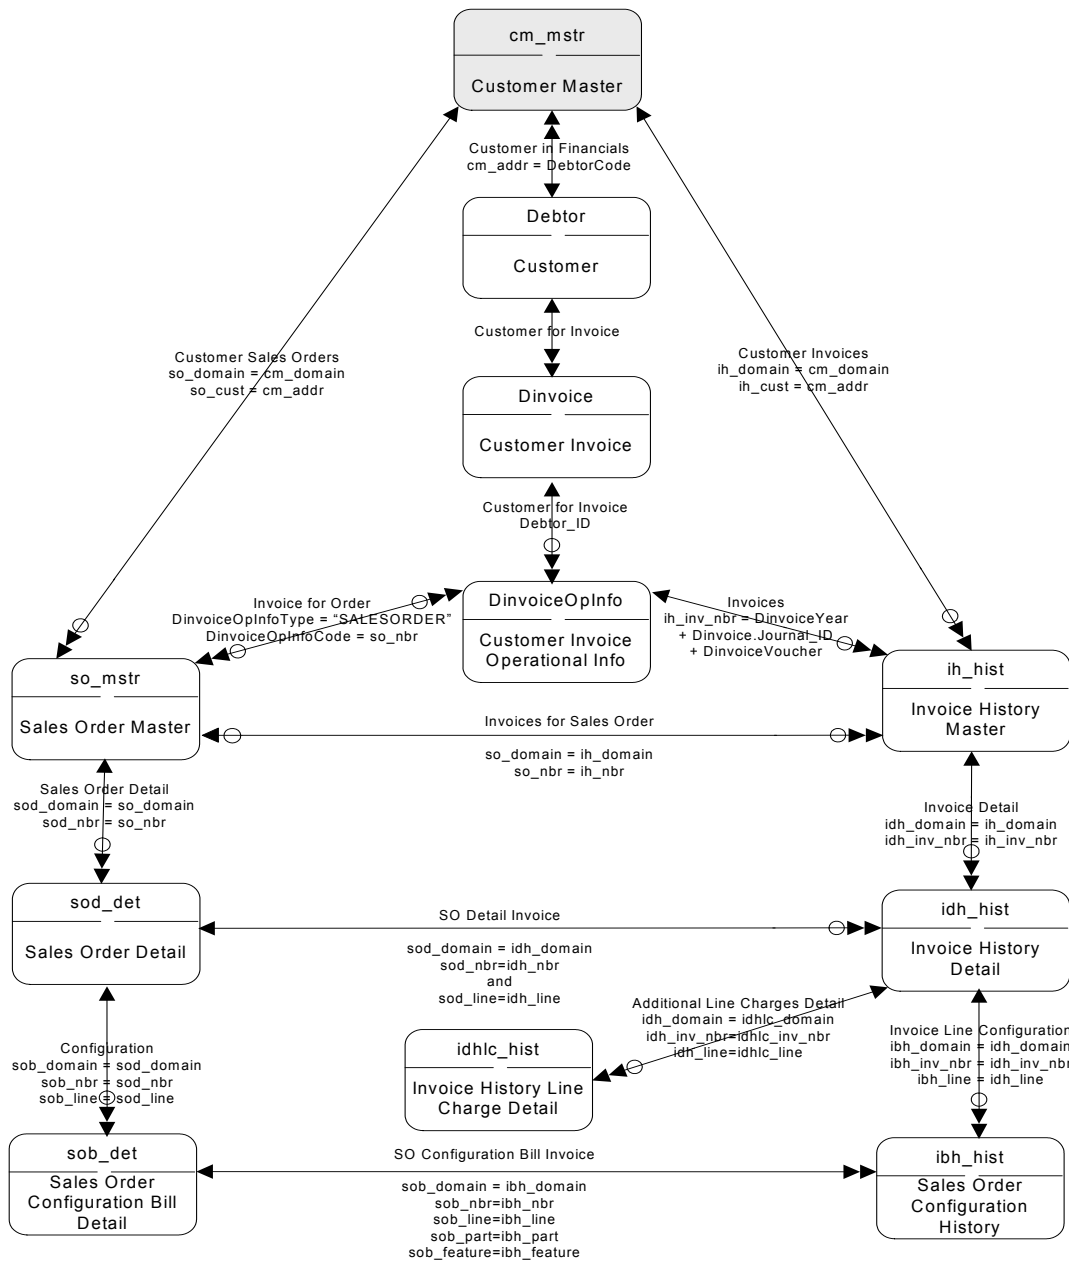 cm_mstr
Customer Master
Customer in Financials
cm_addr = DebtorCode
Debtor
Customer
Customer for Invoice
Customer Sales Orders
so_domain = cm_domain
so_cust = cm_addr
Customer Invoices
ih_domain = cm_domain
ih_cust = cm_addr
Dinvoice
Customer Invoice
Customer for Invoice
Debtor_ID
Invoice for Order
DinvoiceOpInfoType = “SALESORDER”
DinvoiceOpInfoCode = so_nbr
DinvoiceOpInfo
Customer Invoice
Operational Info
Invoices
ih_inv_nbr = DinvoiceYear
+ Dinvoice.Journal_ID
+ DinvoiceVoucher
so_mstr
Sales Order Master
Invoices for Sales Order
so_domain = ih_domain
so_nbr = ih_nbr
ih_hist
Invoice History
Master
Sales Order Detail
sod_domain = so_domain
sod_nbr = so_nbr
Invoice Detail
idh_domain = ih_domain
idh_inv_nbr = ih_inv_nbr
sod_det
Sales Order Detail
SO Detail Invoice
sod_domain = idh_domain
sod_nbr=idh_nbr
and
sod_line=idh_line
idh_hist
Invoice History
Detail
Additional Line Charges Detail
idh_domain = idhlc_domain
idh_inv_nbr=idhlc_inv_nbr
idh_line=idhlc_line
Configuration
sob_domain = sod_domain
sob_nbr = sod_nbr
sob_line = sod_line
idhlc_hist
Invoice History Line
Charge Detail
Invoice Line Configuration
ibh_domain = idh_domain
ibh_inv_nbr = idh_inv_nbr
ibh_line = idh_line
sob_det
Sales Order
Configuration Bill
Detail
SO Configuration Bill Invoice
sob_domain = ibh_domain
sob_nbr=ibh_nbr
sob_line=ibh_line
sob_part=ibh_part
sob_feature=ibh_feature
ibh_hist
Sales Order
Configuration
History